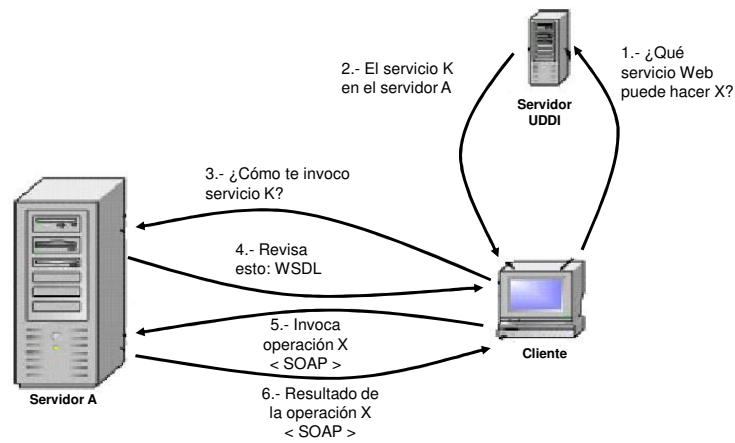 1.- ¿Qué
servicio Web
puede hacer X?
2.- El servicio K
en el servidor A
Servidor
UDDI
3.- ¿Cómo te invoco
servicio K?
4.- Revisa
esto: WSDL
5.- Invoca
operación X
< SOAP >
Cliente
6.- Resultado de
la operación X
< SOAP >
Servidor A